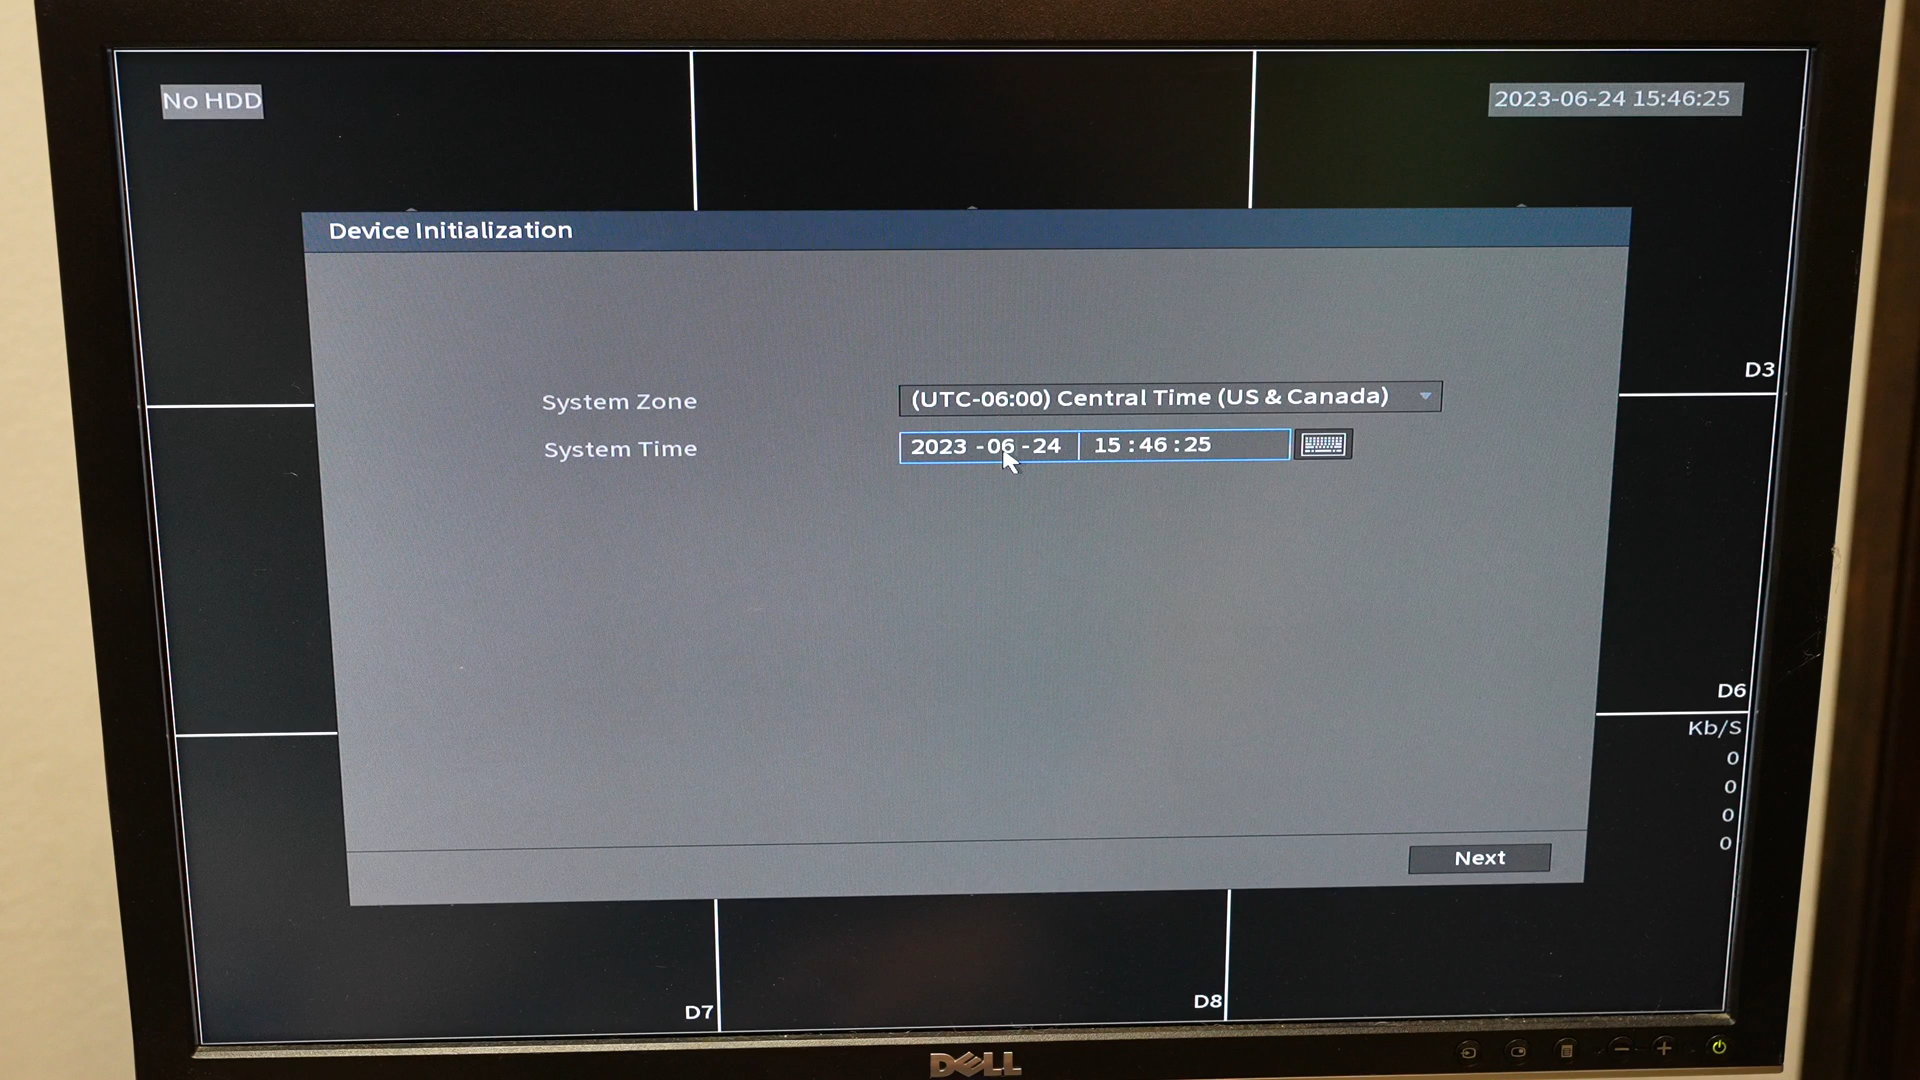 No HDD
2023-06-24 15:46:25
Device Initialization
D3
System Zone (UTC-06:00) Central Time (US & Canada)
System Time 2023 -06 -24 15 : 46 : 25
D6
Kb/S
0
0
0
0
Next
D7
D8
DELL